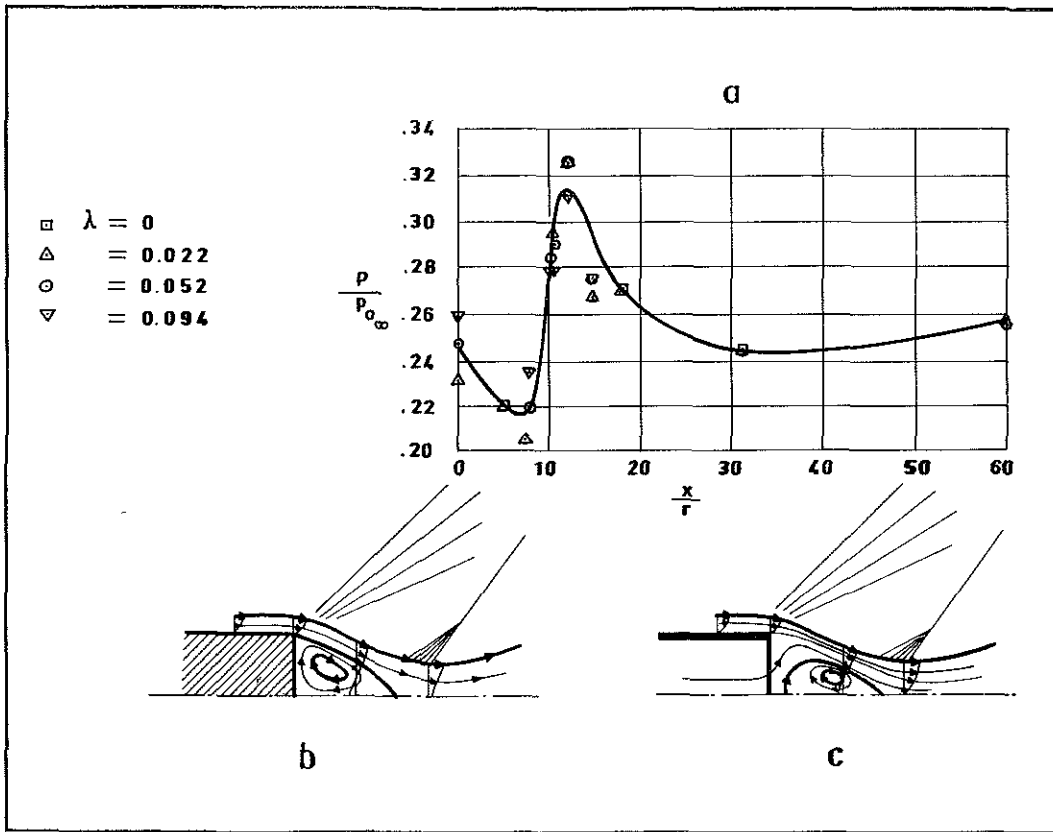 a
.34
.32
.30
.28
.26
.24
.22
.20
P
P₀∞
0 10 20 30 40 50 60
x
r
λ = 0
= 0.022
= 0.052
= 0.094
b
c